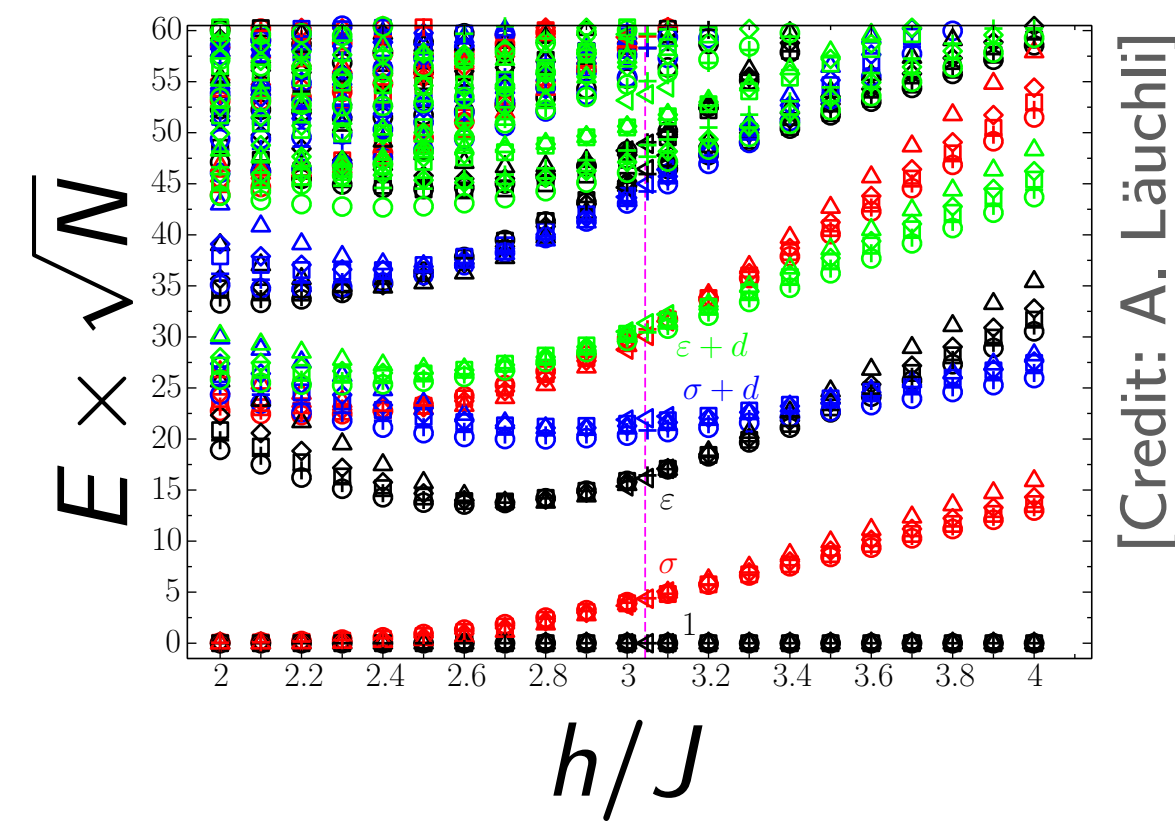 E × √N
60
55
50
45
40
35
30
25
20
15
10
5
0
ε + d
σ + d
ε
σ
1
2 2.2 2.4 2.6 2.8 3 3.2 3.4 3.6 3.8 4
h/J
[Credit: A. Läuchli]